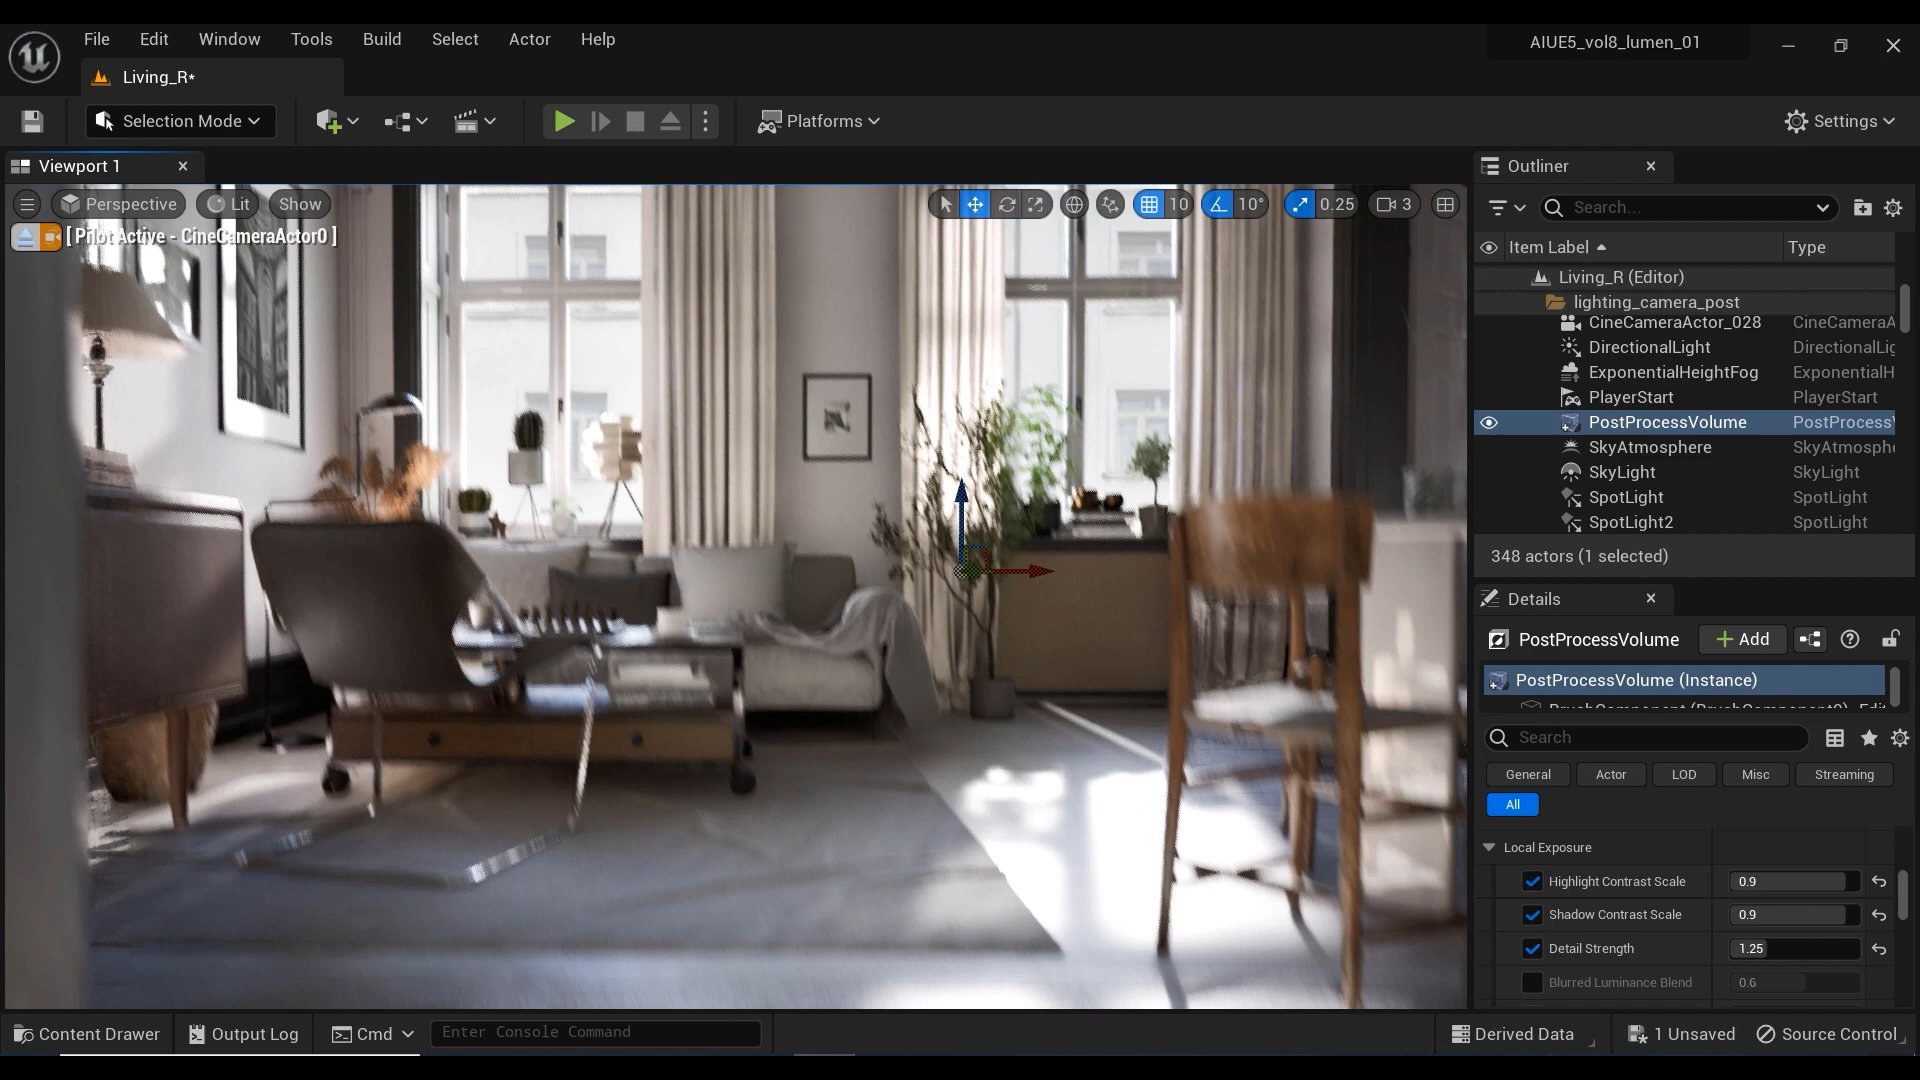 File Edit Window Tools Build Select Actor Help
AIUE5_vol8_lumen_01
Living_R*
Selection Mode
Platforms
Settings
Viewport 1
Perspective
Lit
Show
10
10°
0.25
3
[ Pilot Active - CineCameraActor0 ]
Outliner
Search...
Item Label
Type
Living_R (Editor)
lighting_camera_post
CineCameraActor_028 CineCameraA
DirectionalLight DirectionalLig
ExponentialHeightFog ExponentialH
PlayerStart PlayerStart
PostProcessVolume PostProcessV
SkyAtmosphere SkyAtmosphe
SkyLight SkyLight
SpotLight SpotLight
SpotLight2 SpotLight
348 actors (1 selected)
Details
PostProcessVolume
Add
PostProcessVolume (Instance)
Search
General Actor LOD Misc Streaming
All
Local Exposure
Highlight Contrast Scale 0.9
Shadow Contrast Scale 0.9
Detail Strength 1.25
Blurred Luminance Blend 0.6
Content Drawer
Output Log
Cmd
Enter Console Command
Derived Data
1 Unsaved
Source Control